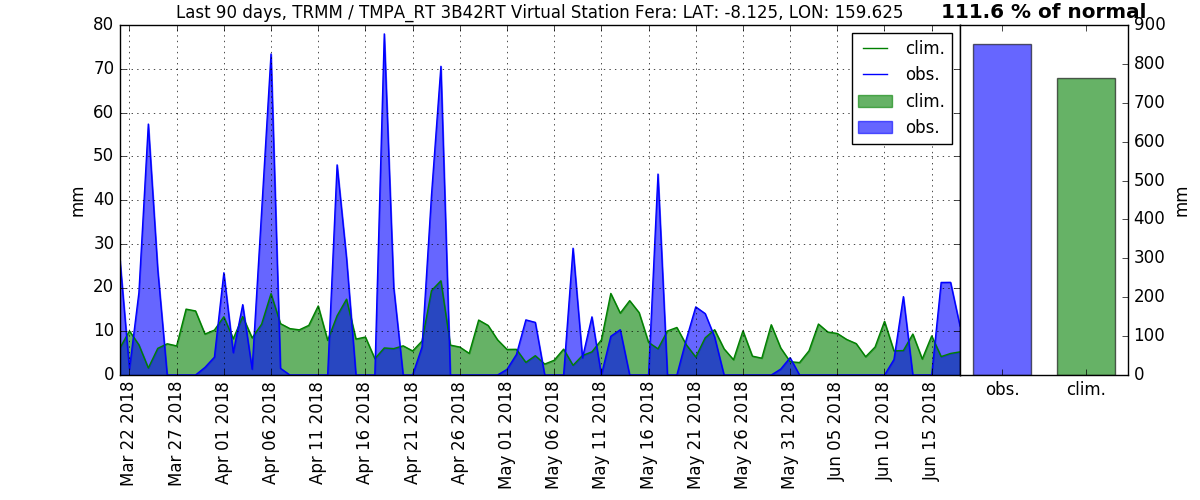 Last 90 days, TRMM / TMPA_RT 3B42RT Virtual Station Fera: LAT: -8.125, LON: 159.625
111.6 % of normal
mm
80
70
60
50
40
30
20
10
0
clim.
obs.
clim.
obs.
Mar 22 2018
Mar 27 2018
Apr 01 2018
Apr 06 2018
Apr 11 2018
Apr 16 2018
Apr 21 2018
Apr 26 2018
May 01 2018
May 06 2018
May 11 2018
May 16 2018
May 21 2018
May 26 2018
May 31 2018
Jun 05 2018
Jun 10 2018
Jun 15 2018
900
800
700
600
500
400
300
200
100
0
mm
obs.
clim.